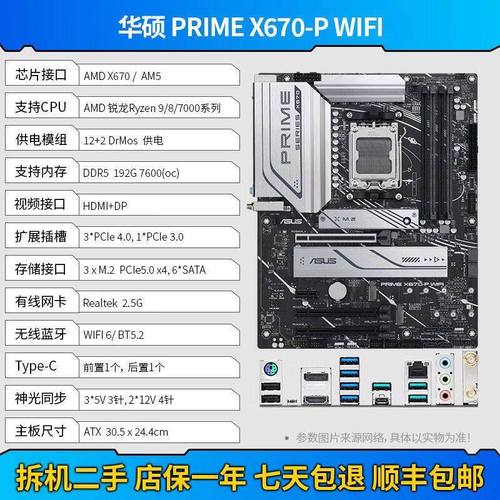 华硕 PRIME X670-P WIFI
芯片接口 AMD X670 / AM5
支持CPU AMD 锐龙Ryzen 9/8/7000系列
供电模组 12+2 DrMos 供电
支持内存 DDR5 192G 7600(oc)
视频接口 HDMI+DP
扩展插槽 3*PCIe 4.0, 1*PCIe 3.0
存储接口 3 x M.2 PCIe5.0 x4, 6*SATA
有线网卡 Realtek 2.5G
无线蓝牙 WIFI 6/ BT5.2
Type-C 前置1个，后置1个
神光同步 3*5V 3针, 2*12V 4针
主板尺寸 ATX 30.5 x 24.4cm
PRIME
SERIES X670
ASUS
X M.2
ASUS
PRIME X670-P WIFI
参数图片来源网络，具体以实物为准！
拆机二手 店保一年 七天包退 顺丰包邮